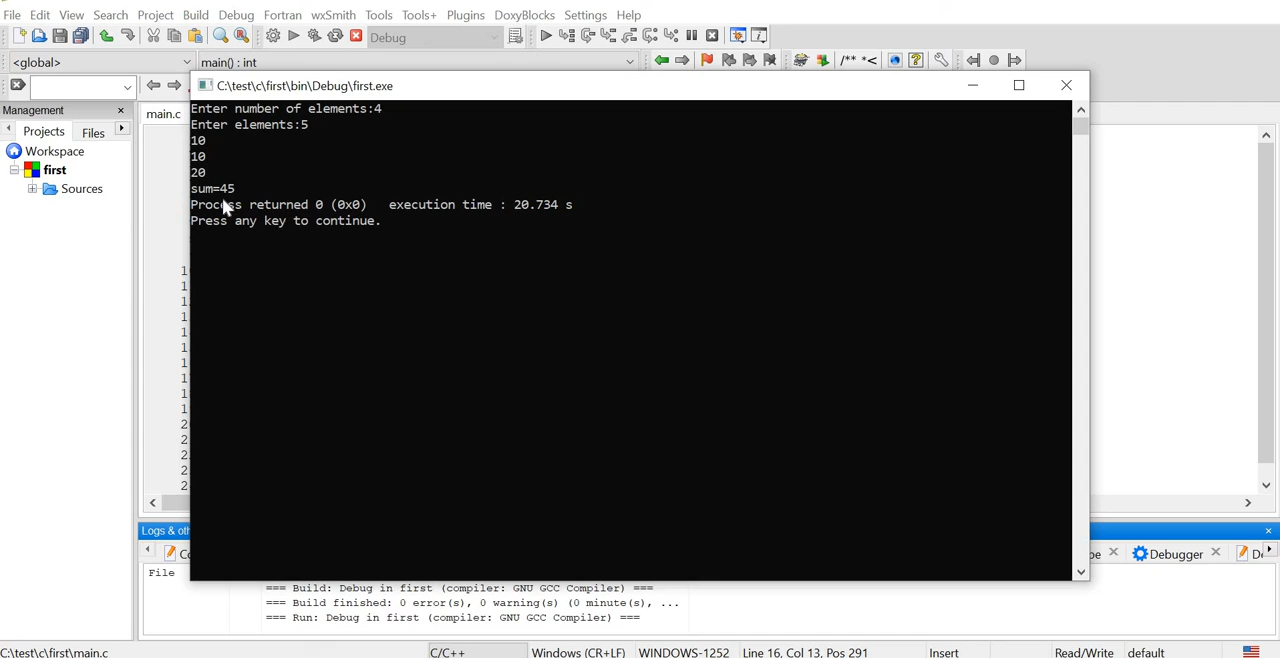 File Edit View Search Project Build Debug Fortran wxSmith Tools Tools+ Plugins DoxyBlocks Settings Help
Debug
<global> main() : int /** *<
C:\test\c\first\bin\Debug\first.exe
Management
Projects Files
main.c
Workspace
first
Sources
Enter number of elements:4
Enter elements:5
10
10
20
sum=45
Process returned 0 (0x0) execution time : 20.734 s
Press any key to continue.
Logs & oth
Debugger
File
=== Build: Debug in first (compiler: GNU GCC Compiler) ===
=== Build finished: 0 error(s), 0 warning(s) (0 minute(s), ...
=== Run: Debug in first (compiler: GNU GCC Compiler) ===
C:\test\c\first\main.c C/C++ Windows (CR+LF) WINDOWS-1252 Line 16, Col 13, Pos 291 Insert Read/Write default